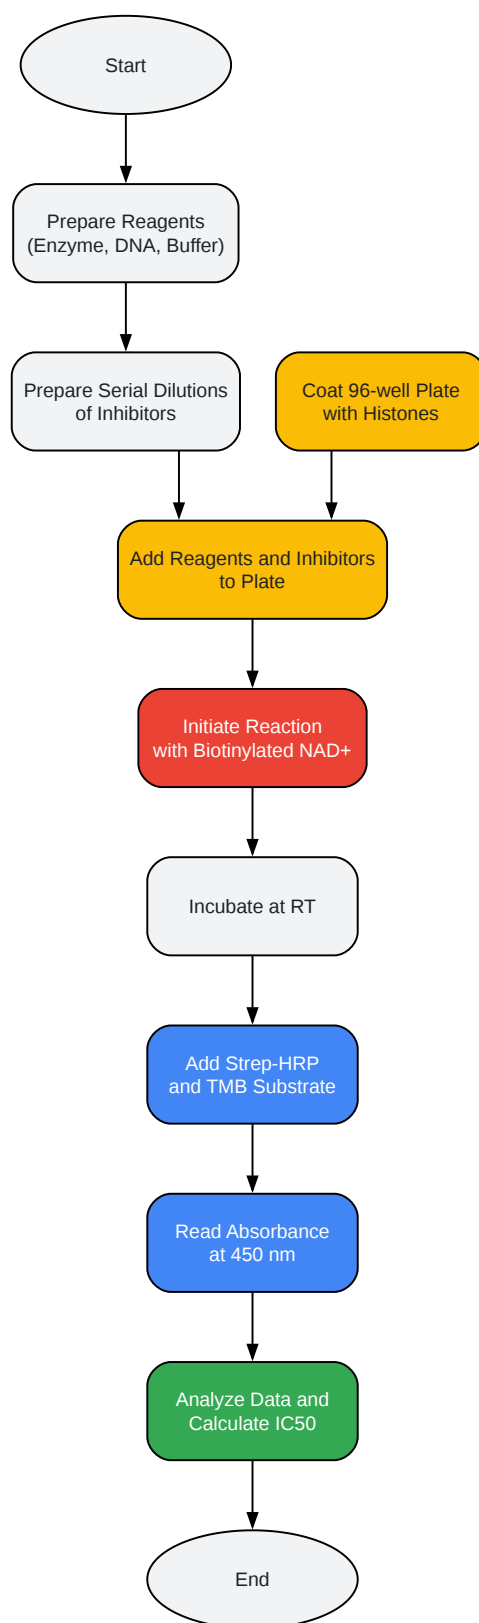 Start
Prepare Reagents
(Enzyme, DNA, Buffer)
Prepare Serial Dilutions
of Inhibitors
Coat 96-well Plate
with Histones
Add Reagents and Inhibitors
to Plate
Initiate Reaction
with Biotinylated NAD+
Incubate at RT
Add Strep-HRP
and TMB Substrate
Read Absorbance
at 450 nm
Analyze Data and
Calculate IC50
End